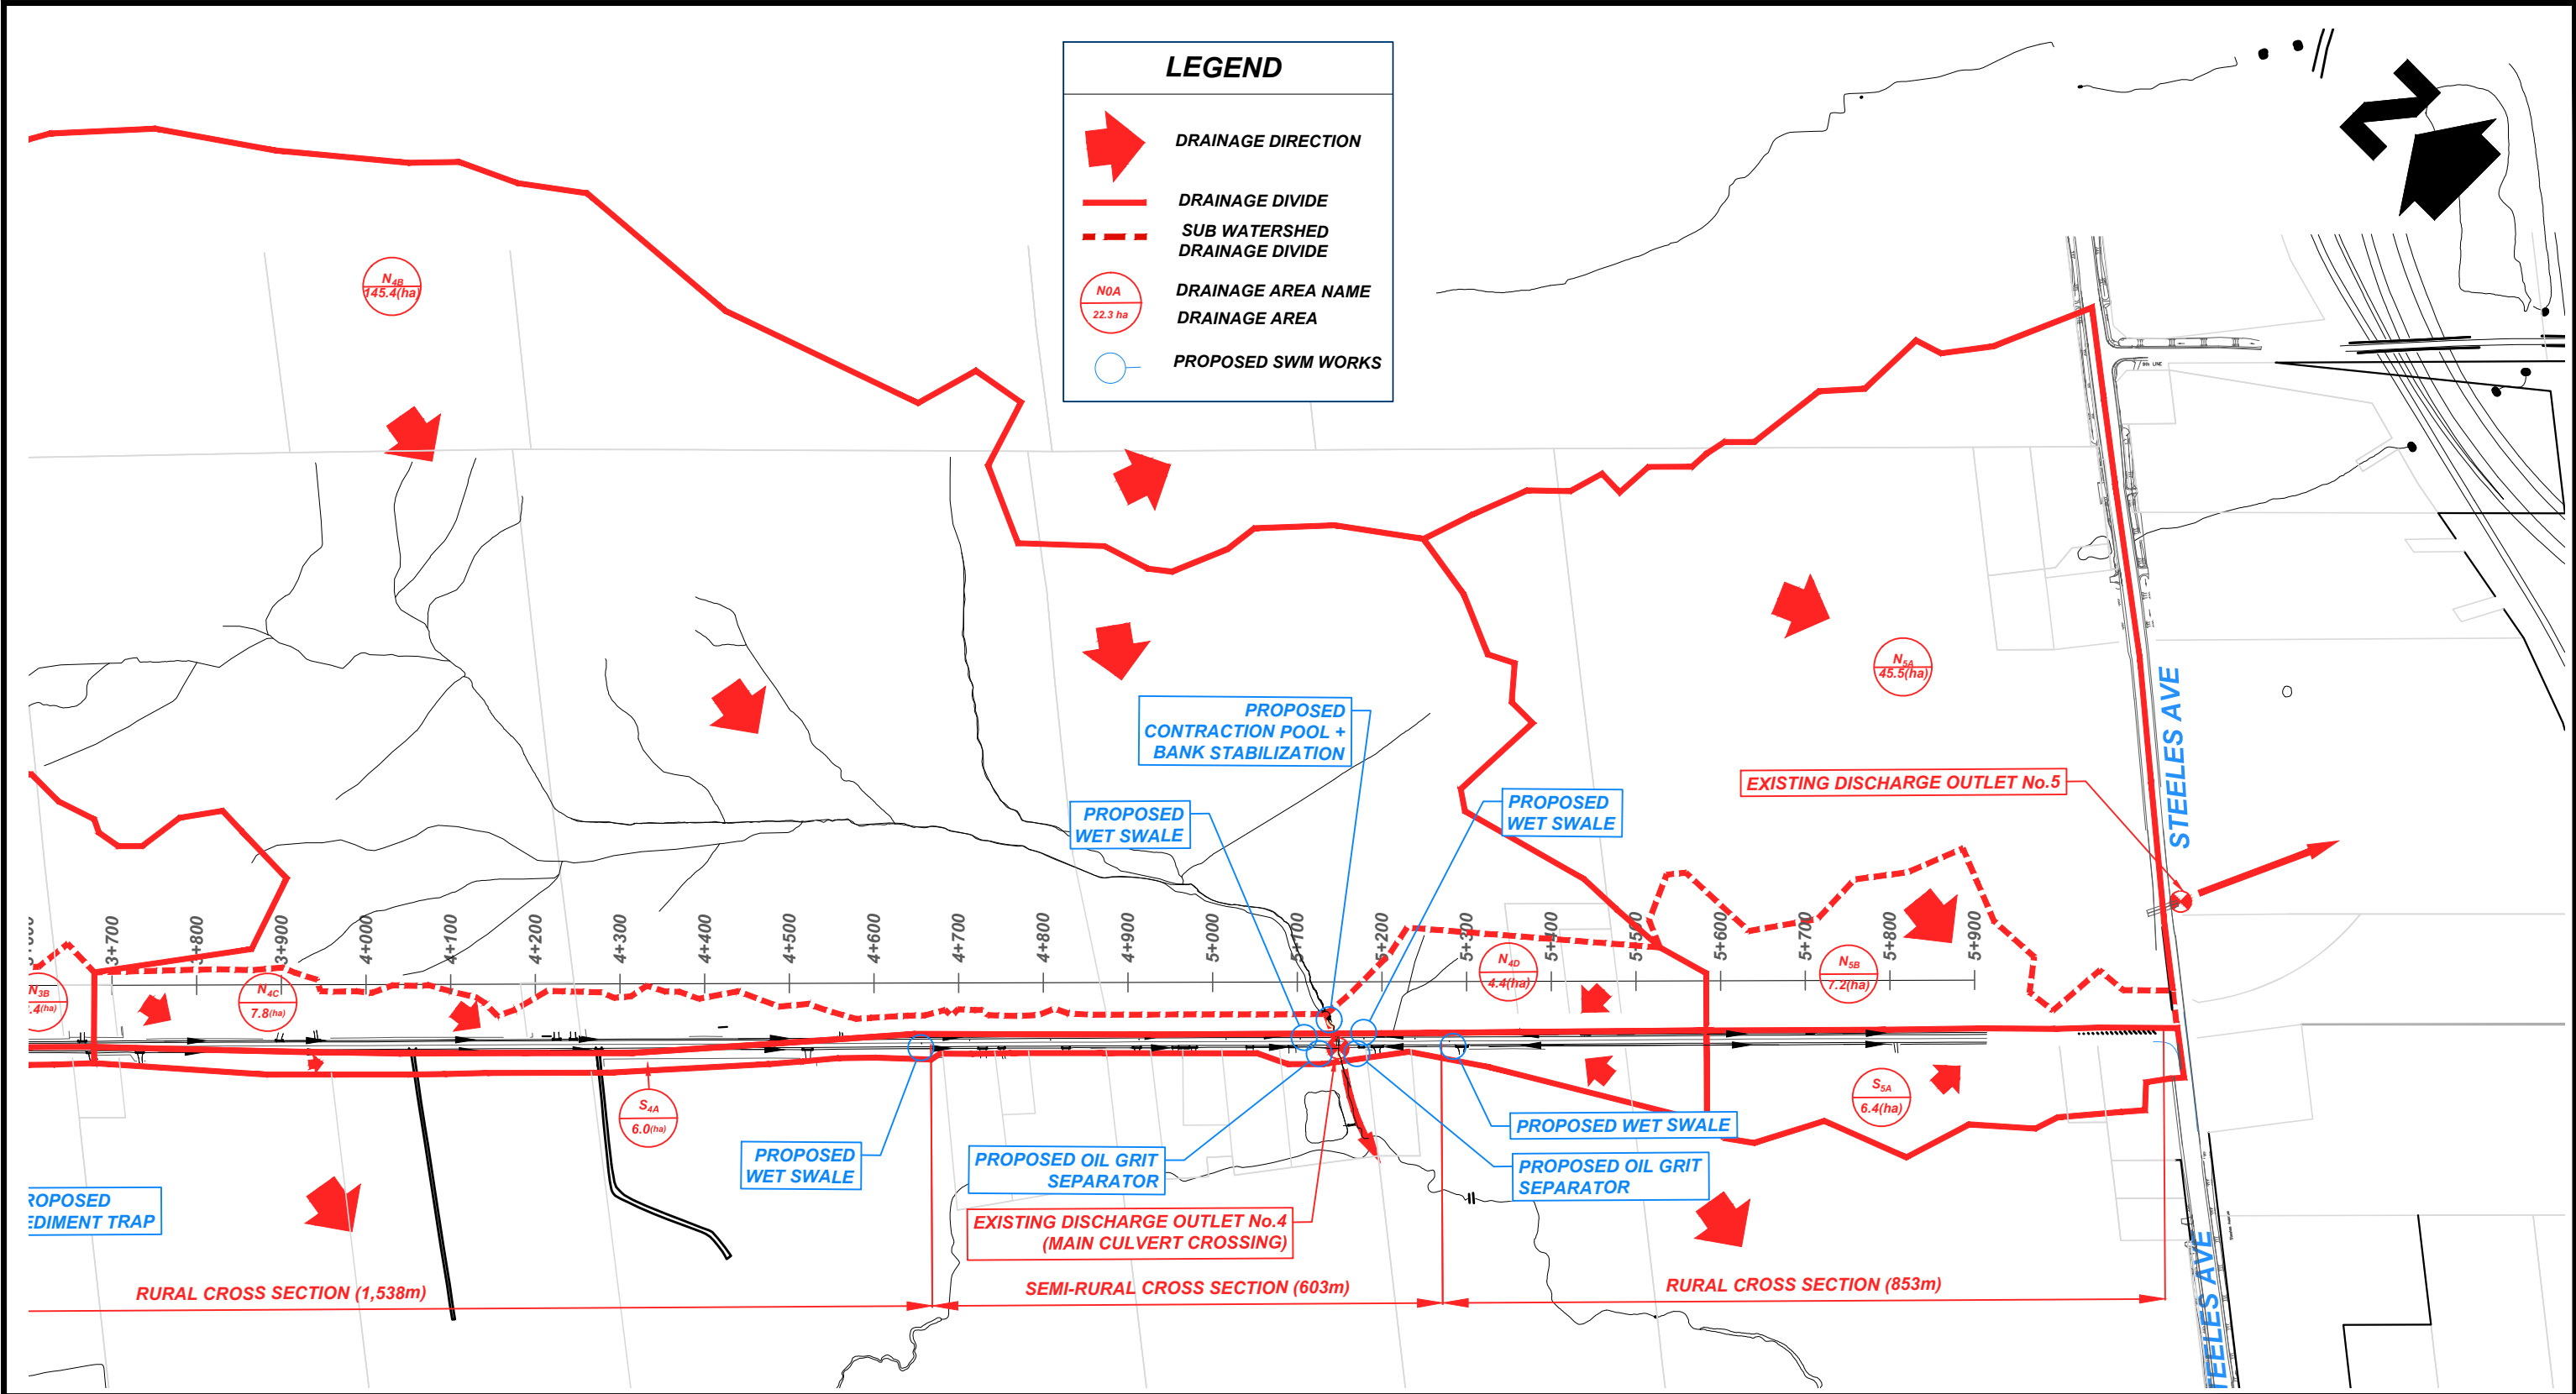 LEGEND
DRAINAGE DIRECTION
DRAINAGE DIVIDE
SUB WATERSHED
DRAINAGE DIVIDE
N0A
22.3 ha
DRAINAGE AREA NAME
DRAINAGE AREA
PROPOSED SWM WORKS
N
N4B
145.4(ha)
9th LINE
N5A
45.5(ha)
STEELES AVE
PROPOSED
CONTRACTION POOL +
BANK STABILIZATION
EXISTING DISCHARGE OUTLET No.5
PROPOSED
WET SWALE
PROPOSED
WET SWALE
3+700
3+800
3+900
4+000
4+100
4+200
4+300
4+400
4+500
4+600
4+700
4+800
4+900
5+000
5+100
5+200
5+300
5+400
5+500
5+600
5+700
5+800
5+900
N3B
.4(ha)
N4C
7.8(ha)
N4D
4.4(ha)
N5B
7.2(ha)
S4A
6.0(ha)
S5A
6.4(ha)
PROPOSED
WET SWALE
PROPOSED OIL GRIT
SEPARATOR
PROPOSED WET SWALE
PROPOSED OIL GRIT
SEPARATOR
ROPOSED
EDIMENT TRAP
EXISTING DISCHARGE OUTLET No.4
(MAIN CULVERT CROSSING)
RURAL CROSS SECTION (1,538m)
SEMI-RURAL CROSS SECTION (603m)
RURAL CROSS SECTION (853m)
TEELES AVE